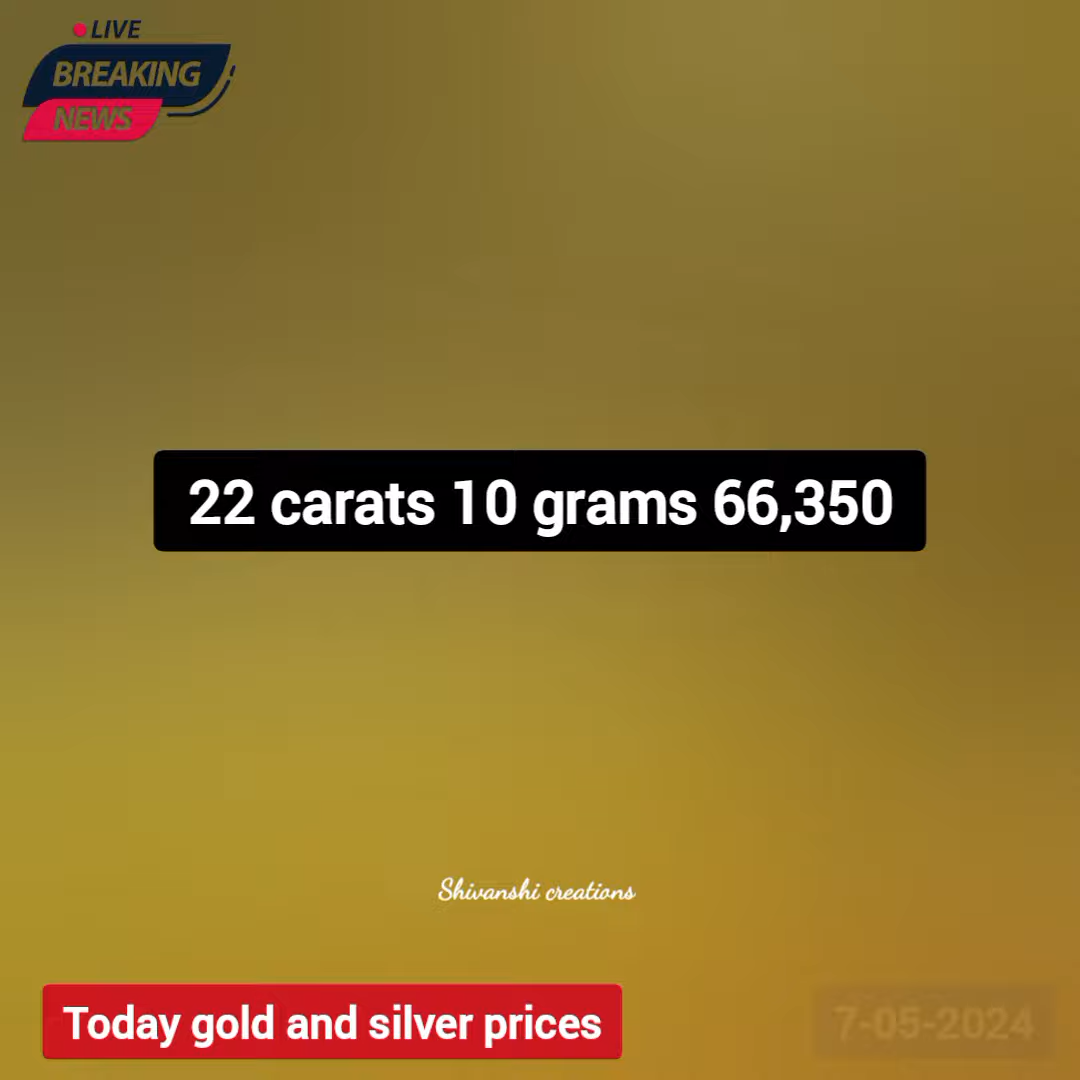 LIVE
BREAKING
NEWS
22 carats 10 grams 66,350
Shivanshi creations
Today gold and silver prices
7-05-2024